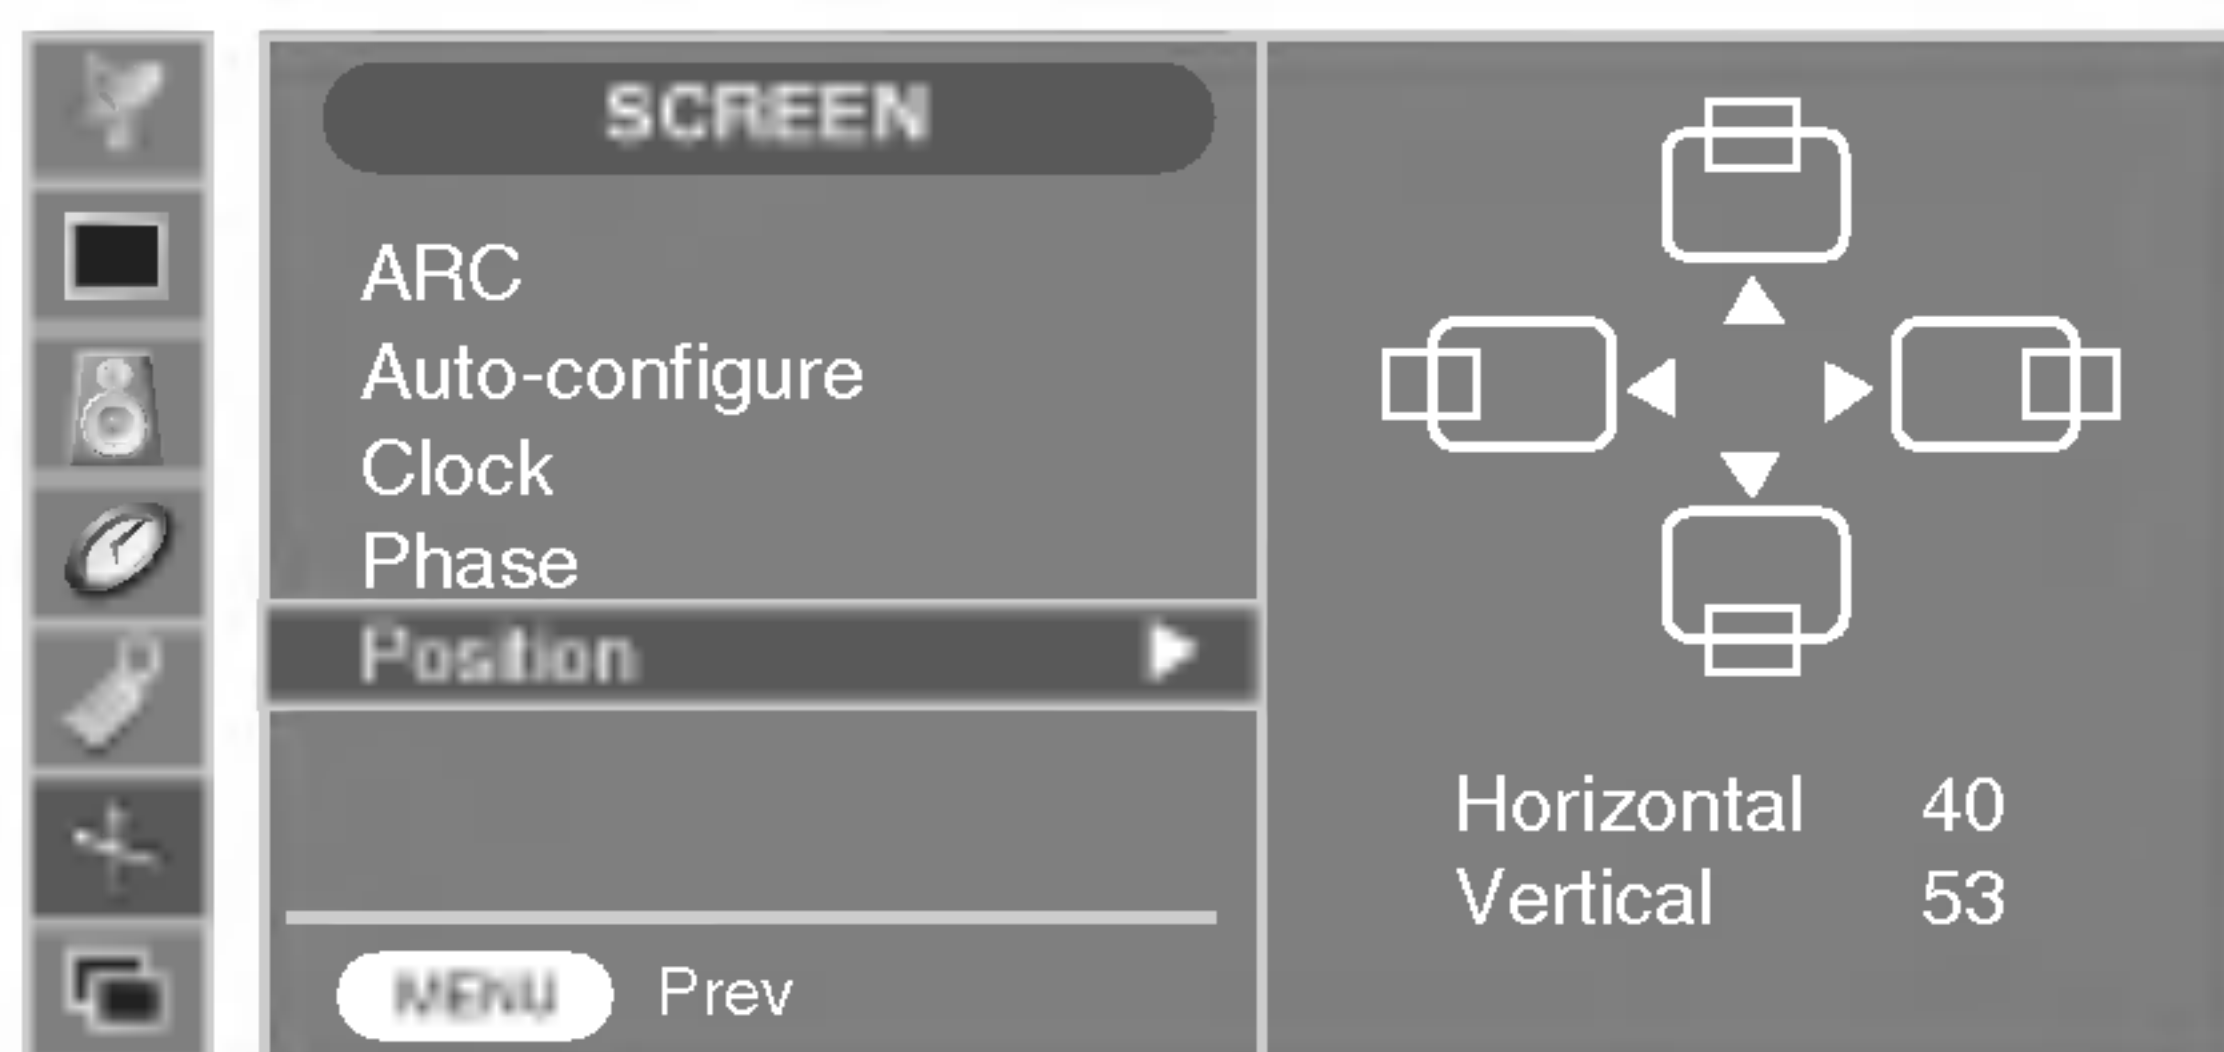 SCREEN
ARC
Auto-configure
Clock
Phase
Position
Horizontal 40
Vertical 53
MENU Prev